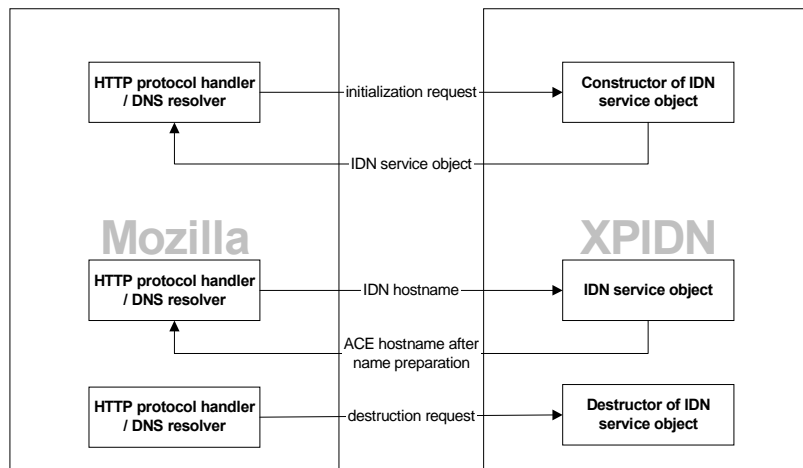 HTTP protocol handler
/ DNS resolver
initialization request
Constructor of IDN
service object
IDN service object
Mozilla
XPIDN
HTTP protocol handler
/ DNS resolver
IDN hostname
IDN service object
ACE hostname after
name preparation
HTTP protocol handler
/ DNS resolver
destruction request
Destructor of IDN
service object